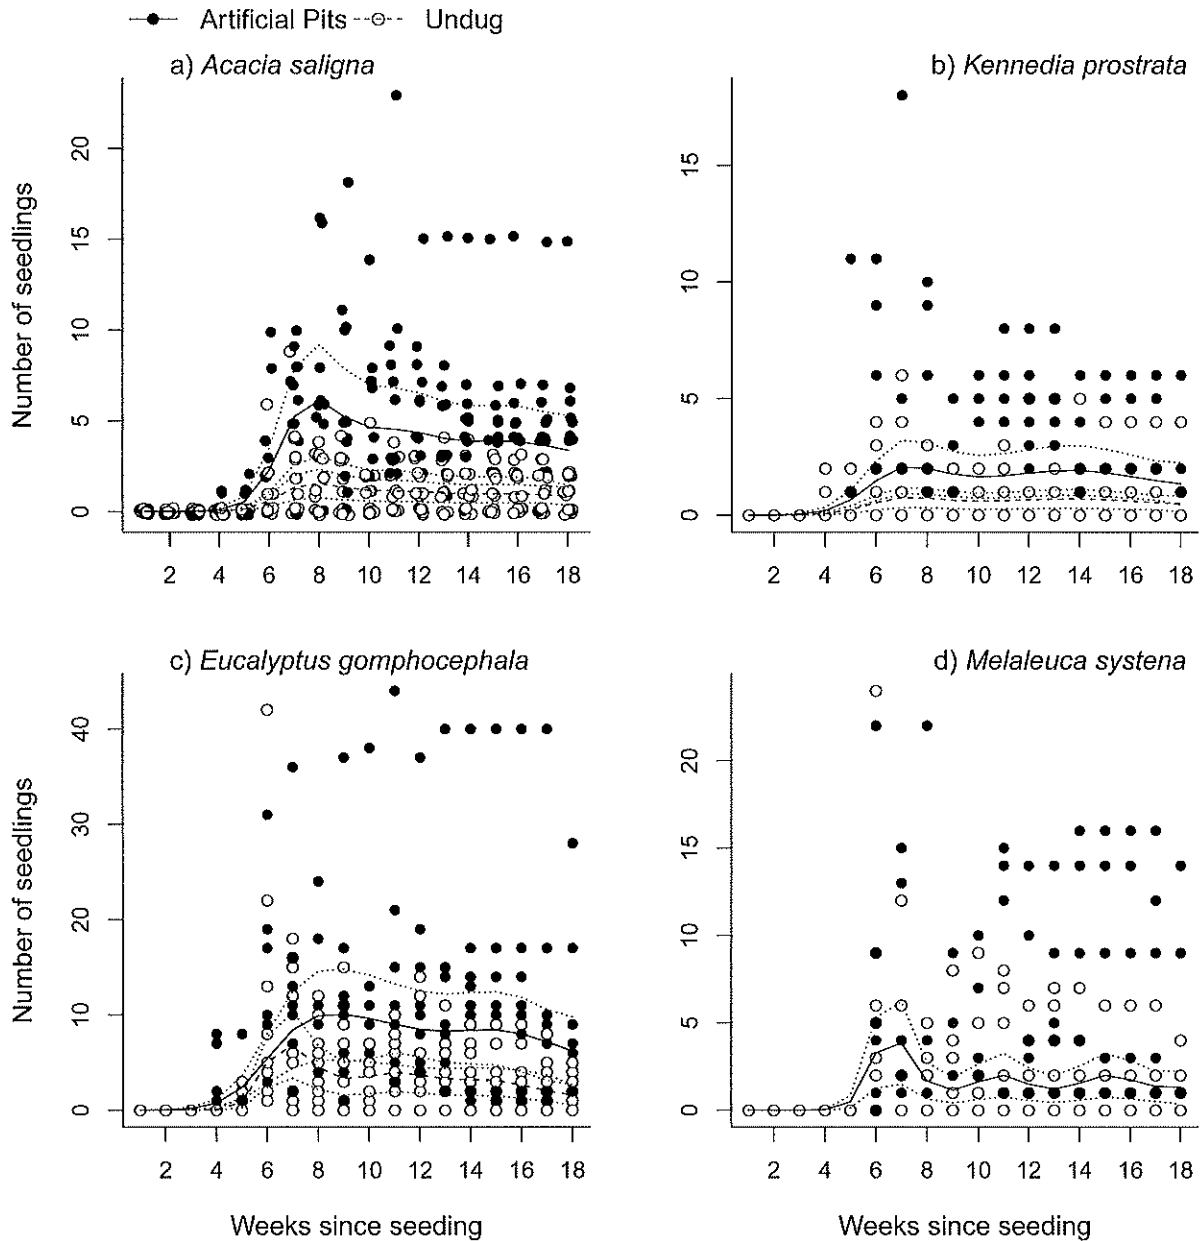 Artificial Pits Undug
a) Acacia saligna
b) Kennedia prostrata
Number of seedlings
20
15
10
5
0
2 4 6 8 10 12 14 16 18
15
10
5
0
2 4 6 8 10 12 14 16 18
c) Eucalyptus gomphocephala
d) Melaleuca systena
Number of seedlings
40
30
20
10
0
2 4 6 8 10 12 14 16 18
20
15
10
5
0
2 4 6 8 10 12 14 16 18
Weeks since seeding
Weeks since seeding